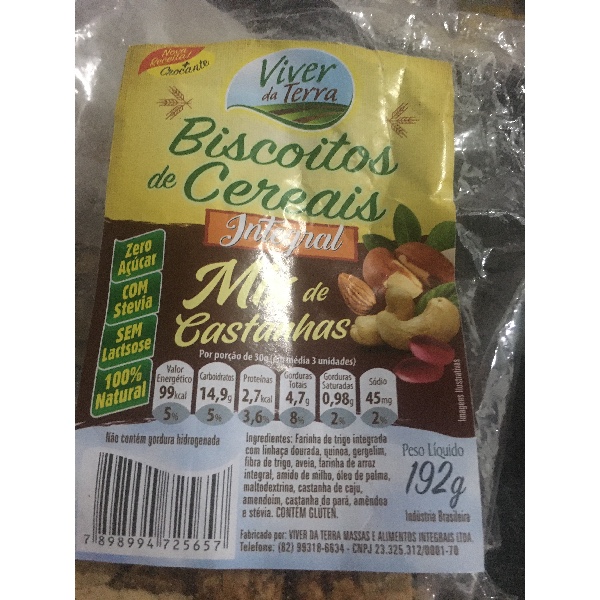 Nova
Receita!
+
Crocante
Viver
da Terra
Biscoitos
de Cereais
Integral
Mix de
Castanhas
Zero
Açúcar
COM
Stevia
SEM
Lactose
100%
Natural
Por porção de 30g (em média 3 unidades)
Valor Energético 99kcal 5%
Carboidratos 14,9g 5%
Proteínas 2,7kcal 3,6%
Gorduras Totais 4,7g 8%
Gorduras Saturadas 0,98g 2%
Sódio 45mg 2%
Imagens Ilustrativas
Não contém gordura hidrogenada
Ingredientes: Farinha de trigo integrada
com linhaça dourada, quinoa, gergelim,
fibra de trigo, aveia, farinha de arroz
integral, amido de milho, óleo de palma,
maltodextrina, castanha de caju,
amendoim, castanha do pará, amêndoa
e stévia. CONTÉM GLUTEN.
Peso Líquido
192g
Indústria Brasileira
7 898994 725657
Fabricado por: VIVER DA TERRA MASSAS E ALIMENTOS INTEGRAIS LTDA.
Telefone: (62) 99318-6634 - CNPJ 23.325.312/0001-70